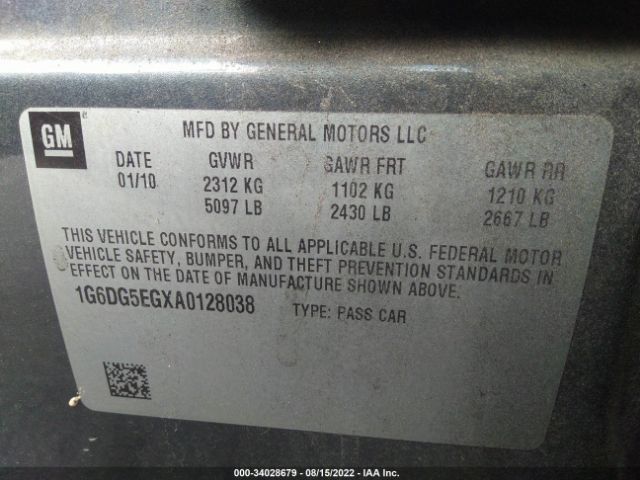 GM
MFD BY GENERAL MOTORS LLC
DATE GVWR GAWR FRT GAWR RR
01/10 2312 KG 1102 KG 1210 KG
5097 LB 2430 LB 2667 LB
THIS VEHICLE CONFORMS TO ALL APPLICABLE U.S. FEDERAL MOTOR
VEHICLE SAFETY, BUMPER, AND THEFT PREVENTION STANDARDS IN
EFFECT ON THE DATE OF MANUFACTURE SHOWN ABOVE.
1G6DG5EGXA0128038 TYPE: PASS CAR
000-34028679 - 08/15/2022 - IAA Inc.